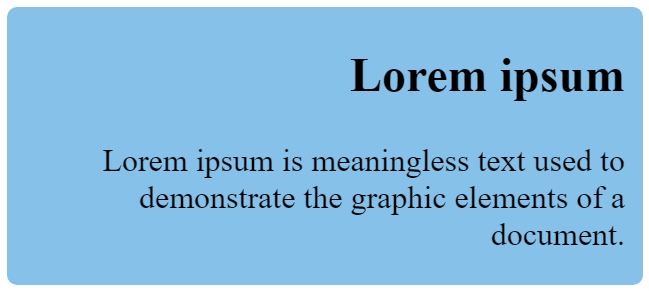 Lorem ipsum
Lorem ipsum is meaningless text used to
demonstrate the graphic elements of a
document.